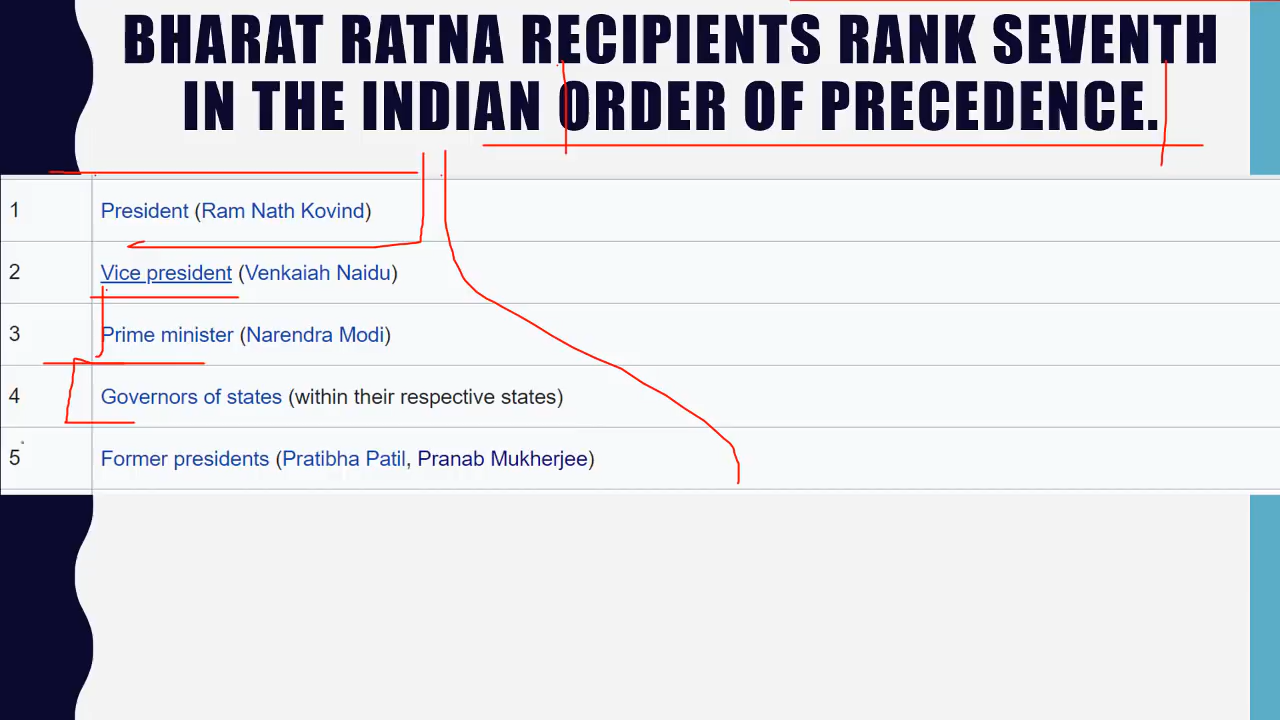 BHARAT RATNA RECIPIENTS RANK SEVENTH
IN THE INDIAN ORDER OF PRECEDENCE.
1 President (Ram Nath Kovind)
2 Vice president (Venkaiah Naidu)
3 Prime minister (Narendra Modi)
4 Governors of states (within their respective states)
5 Former presidents (Pratibha Patil, Pranab Mukherjee)